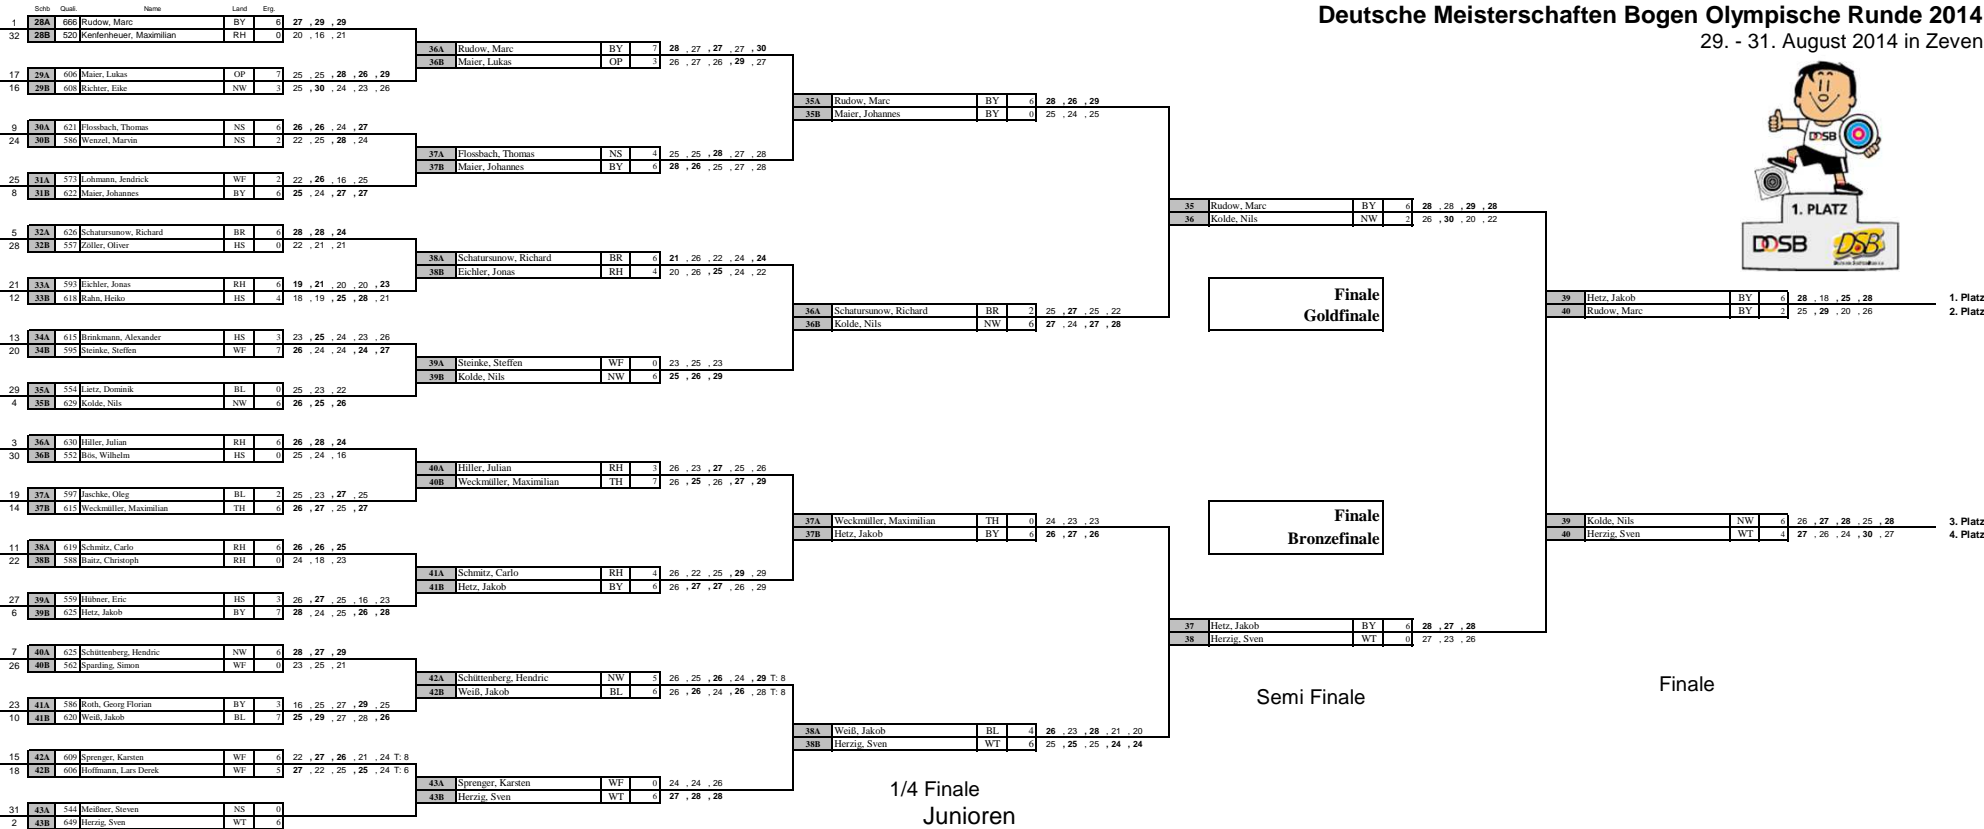 Deutsche Meisterschaften Bogen Olympische Runde 2014
29. - 31. August 2014 in Zeven
Schb Quali. Name Land Erg.
1 28A 666 Rudow, Marc BY 6 27 , 29 , 29
32 28B 520 Kenfenheuer, Maximilian RH 0 20 , 16 , 21
17 29A 606 Maier, Lukas OP 7 25 , 25 , 28 , 26 , 29
16 29B 608 Richter, Eike NW 3 25 , 30 , 24 , 23 , 26
9 30A 621 Flossbach, Thomas NS 6 26 , 26 , 24 , 27
24 30B 586 Wenzel, Marvin NS 2 22 , 25 , 28 , 24
25 31A 573 Lohmann, Jendrick WF 2 22 , 26 , 16 , 25
8 31B 622 Maier, Johannes BY 6 25 , 24 , 27 , 27
5 32A 626 Schatursunow, Richard BR 6 28 , 28 , 24
28 32B 557 Zöller, Oliver HS 0 22 , 21 , 21
21 33A 593 Eichler, Jonas RH 6 19 , 21 , 20 , 20 , 23
12 33B 618 Rahn, Heiko HS 4 18 , 19 , 25 , 28 , 21
13 34A 615 Brinkmann, Alexander HS 3 23 , 25 , 24 , 23 , 26
20 34B 595 Steinke, Steffen WF 7 26 , 24 , 24 , 24 , 27
29 35A 554 Lietz, Dominik BL 0 25 , 23 , 22
4 35B 629 Kolde, Nils NW 6 26 , 25 , 26
3 36A 630 Hiller, Julian RH 6 26 , 28 , 24
30 36B 552 Bös, Wilhelm HS 0 25 , 24 , 16
19 37A 597 Jaschke, Oleg BL 2 25 , 23 , 27 , 25
14 37B 615 Weckmüller, Maximilian TH 6 26 , 27 , 25 , 27
11 38A 619 Schmitz, Carlo RH 6 26 , 26 , 25
22 38B 588 Baitz, Christoph RH 0 24 , 18 , 23
27 39A 559 Hübner, Eric HS 3 26 , 27 , 25 , 16 , 23
6 39B 625 Hetz, Jakob BY 7 28 , 24 , 25 , 26 , 28
7 40A 625 Schüttenberg, Hendric NW 6 28 , 27 , 29
26 40B 562 Sparding, Simon WF 0 23 , 25 , 21
23 41A 586 Roth, Georg Florian BY 3 16 , 25 , 27 , 29 , 25
10 41B 620 Weiß, Jakob BL 7 25 , 29 , 27 , 28 , 26
15 42A 609 Sprenger, Karsten WF 6 22 , 27 , 26 , 21 , 24 T: 8
18 42B 606 Hoffmann, Lars Derek WF 5 27 , 22 , 25 , 25 , 24 T: 6
31 43A 544 Meißner, Steven NS 0
2 43B 649 Herzig, Sven WT 6
36A Rudow, Marc BY 7 28 , 27 , 27 , 27 , 30
36B Maier, Lukas OP 3 26 , 27 , 26 , 29 , 27
37A Flossbach, Thomas NS 4 25 , 25 , 28 , 27 , 28
37B Maier, Johannes BY 6 28 , 26 , 25 , 27 , 28
38A Schatursunow, Richard BR 6 21 , 26 , 22 , 24 , 24
38B Eichler, Jonas RH 4 20 , 26 , 25 , 24 , 22
39A Steinke, Steffen WF 0 23 , 25 , 23
39B Kolde, Nils NW 6 25 , 26 , 29
40A Hiller, Julian RH 3 26 , 23 , 27 , 25 , 26
40B Weckmüller, Maximilian TH 7 26 , 25 , 26 , 27 , 29
41A Schmitz, Carlo RH 4 26 , 22 , 25 , 29 , 29
41B Hetz, Jakob BY 6 26 , 27 , 27 , 26 , 29
42A Schüttenberg, Hendric NW 5 26 , 25 , 26 , 24 , 29 T: 8
42B Weiß, Jakob BL 6 26 , 26 , 24 , 26 , 28 T: 8
43A Sprenger, Karsten WF 0 24 , 24 , 26
43B Herzig, Sven WT 6 27 , 28 , 28
35A Rudow, Marc BY 6 28 , 26 , 29
35B Maier, Johannes BY 0 25 , 24 , 25
36A Schatursunow, Richard BR 2 25 , 27 , 25 , 22
36B Kolde, Nils NW 6 27 , 24 , 27 , 28
37A Weckmüller, Maximilian TH 0 24 , 23 , 23
37B Hetz, Jakob BY 6 26 , 27 , 26
38A Weiß, Jakob BL 4 26 , 23 , 28 , 21 , 20
38B Herzig, Sven WT 6 25 , 25 , 25 , 24 , 24
1/4 Finale
Junioren
35 Rudow, Marc BY 6 28 , 28 , 29 , 28
36 Kolde, Nils NW 2 26 , 30 , 20 , 22
Finale
Goldfinale
Finale
Bronzefinale
37 Hetz, Jakob BY 6 28 , 27 , 28
38 Herzig, Sven WT 0 27 , 23 , 26
Semi Finale
DOSB
1. PLATZ
DOSB DSB
39 Hetz, Jakob BY 6 28 , 18 , 25 , 28 1. Platz
40 Rudow, Marc BY 2 25 , 29 , 20 , 26 2. Platz
39 Kolde, Nils NW 6 26 , 27 , 28 , 25 , 28 3. Platz
40 Herzig, Sven WT 4 27 , 26 , 24 , 30 , 27 4. Platz
Finale